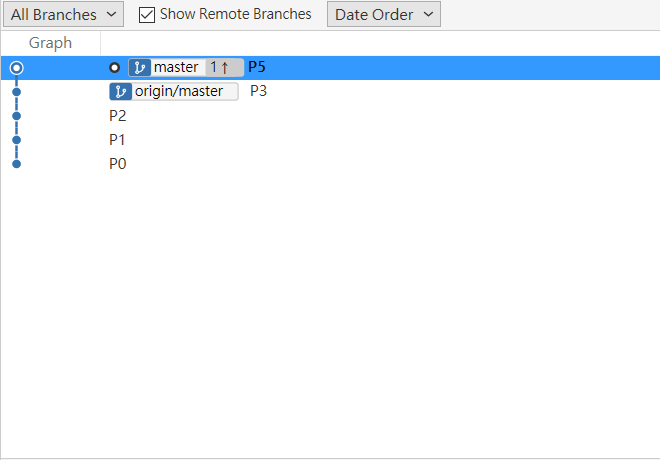 All Branches Show Remote Branches Date Order
Graph
master 1↑ P5
origin/master P3
P2
P1
P0